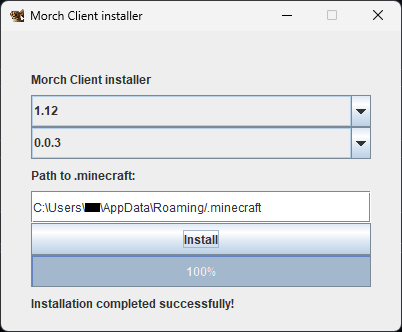 Morch Client installer
Morch Client installer
1.12
0.0.3
Path to .minecraft:
C:\Users\\AppData\Roaming/.minecraft
Install
100%
Installation completed successfully!